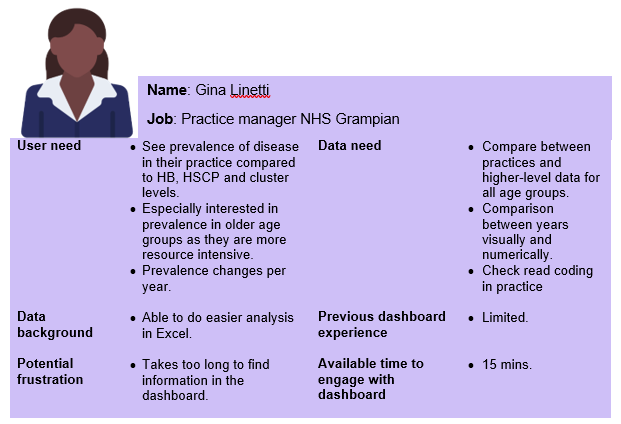 Name: Gina Linetti
Job: Practice manager NHS Grampian
User need
• See prevalence of disease
in their practice compared
to HB, HSCP and cluster
levels.
• Especially interested in
prevalence in older age
groups as they are more
resource intensive.
• Prevalence changes per
year.
Data need
• Compare between
practices and
higher-level data for
all age groups.
• Comparison
between years
visually and
numerically.
• Check read coding
in practice
Data
background
• Able to do easier analysis
in Excel.
Previous dashboard
experience
• Limited.
Potential
frustration
• Takes too long to find
information in the
dashboard.
Available time to
engage with
dashboard
• 15 mins.